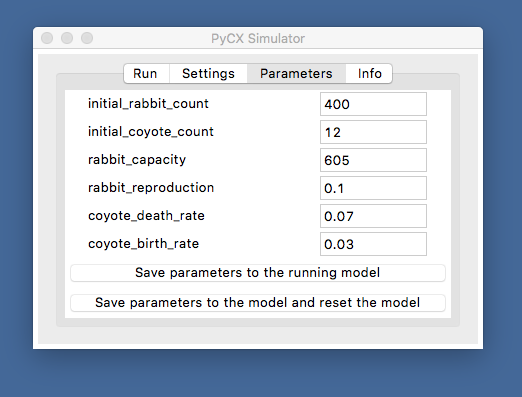 PyCX Simulator
Run Settings Parameters Info
initial_rabbit_count 400
initial_coyote_count 12
rabbit_capacity 605
rabbit_reproduction 0.1
coyote_death_rate 0.07
coyote_birth_rate 0.03
Save parameters to the running model
Save parameters to the model and reset the model